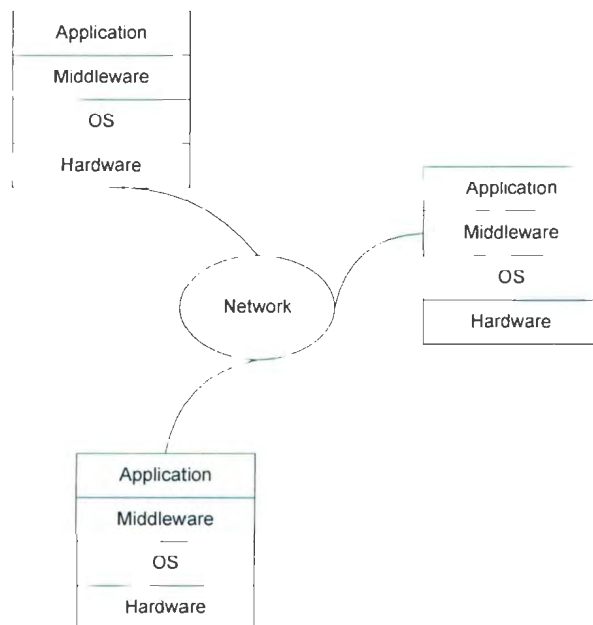 Application
Middleware
OS
Hardware
Application
Middleware
OS
Hardware
Network
Application
Middleware
OS
Hardware